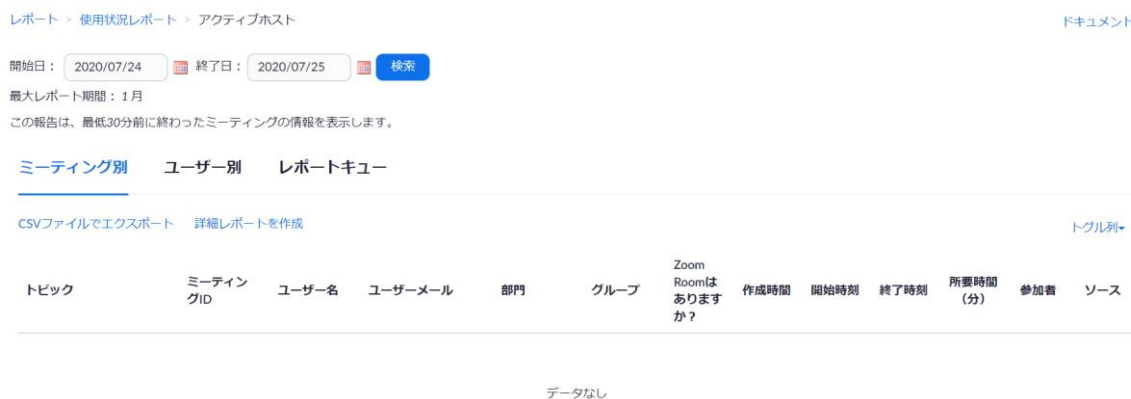 レポート > 使用状況レポート > アクティブホスト
ドキュメント
開始日： 2020/07/24 終了日： 2020/07/25 検索
最大レポート期間： 1月
この報告は、最低30分前に終わったミーティングの情報を表示します。
ミーティング別 ユーザー別 レポートキュー
CSVファイルでエクスポート 詳細レポートを作成
トグル列
トピック
ミーティン
グID
ユーザー名
ユーザーメール
部門
グループ
Zoom
Roomは
あります
か？
作成時間
開始時刻
終了時刻
所要時間
（分）
参加者
ソース
データなし